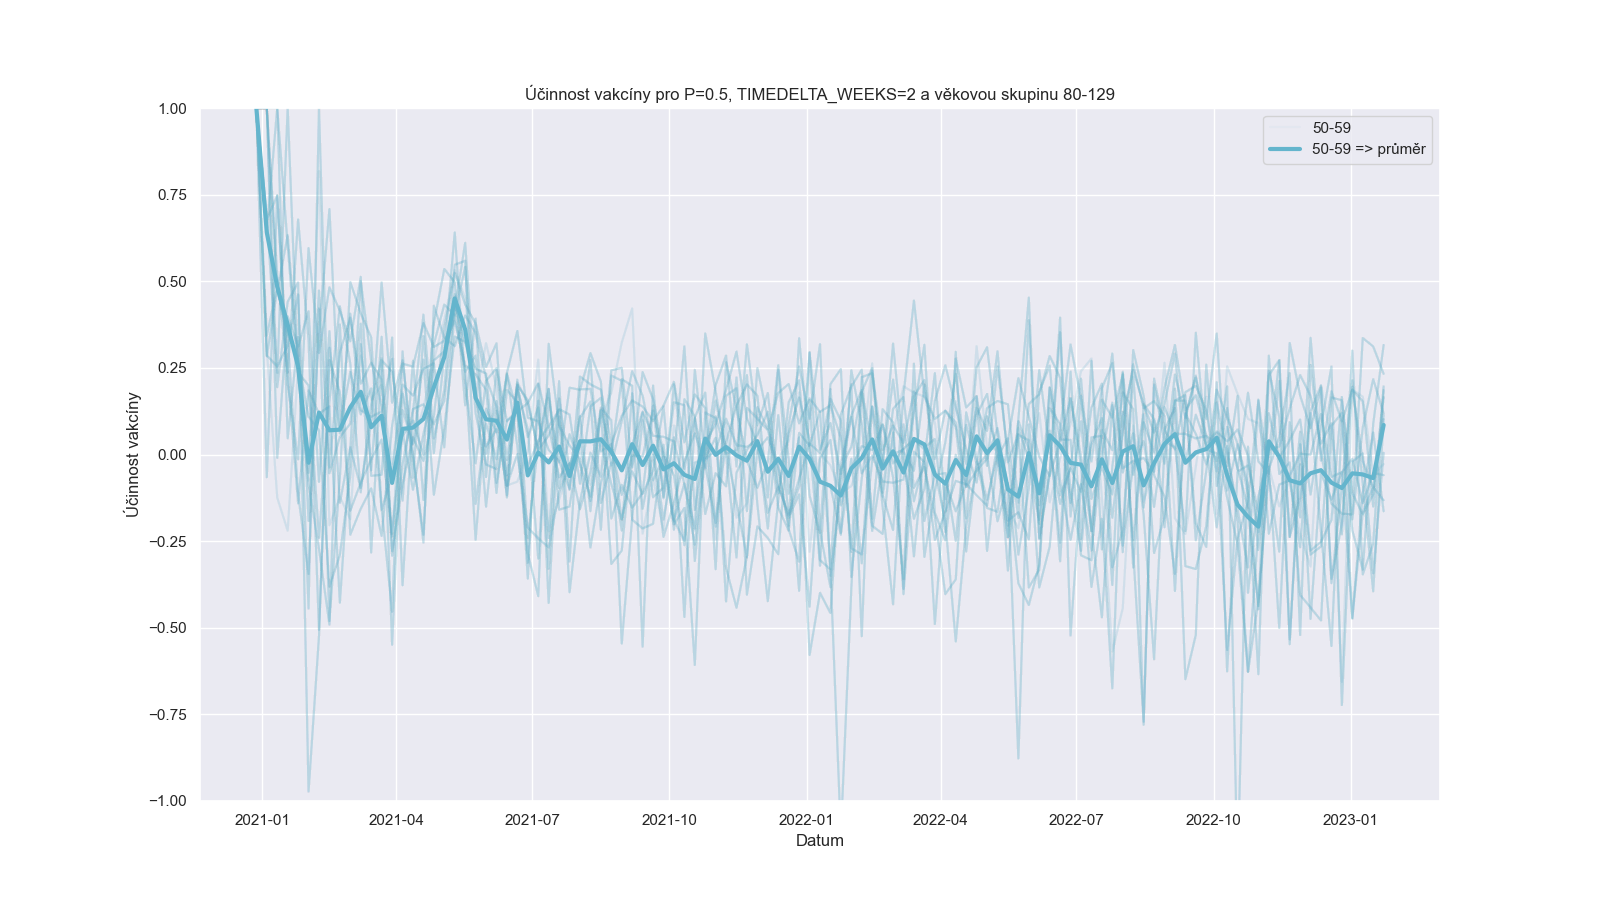 Účinnost vakcíny pro P=0.5, TIMEDELTA_WEEKS=2 a věkovou skupinu 80-129
50-59
50-59 => průměr
1.00
0.75
0.50
0.25
0.00
−0.25
−0.50
−0.75
−1.00
Účinnost vakcíny
2021-01 2021-04 2021-07 2021-10 2022-01 2022-04 2022-07 2022-10 2023-01
Datum